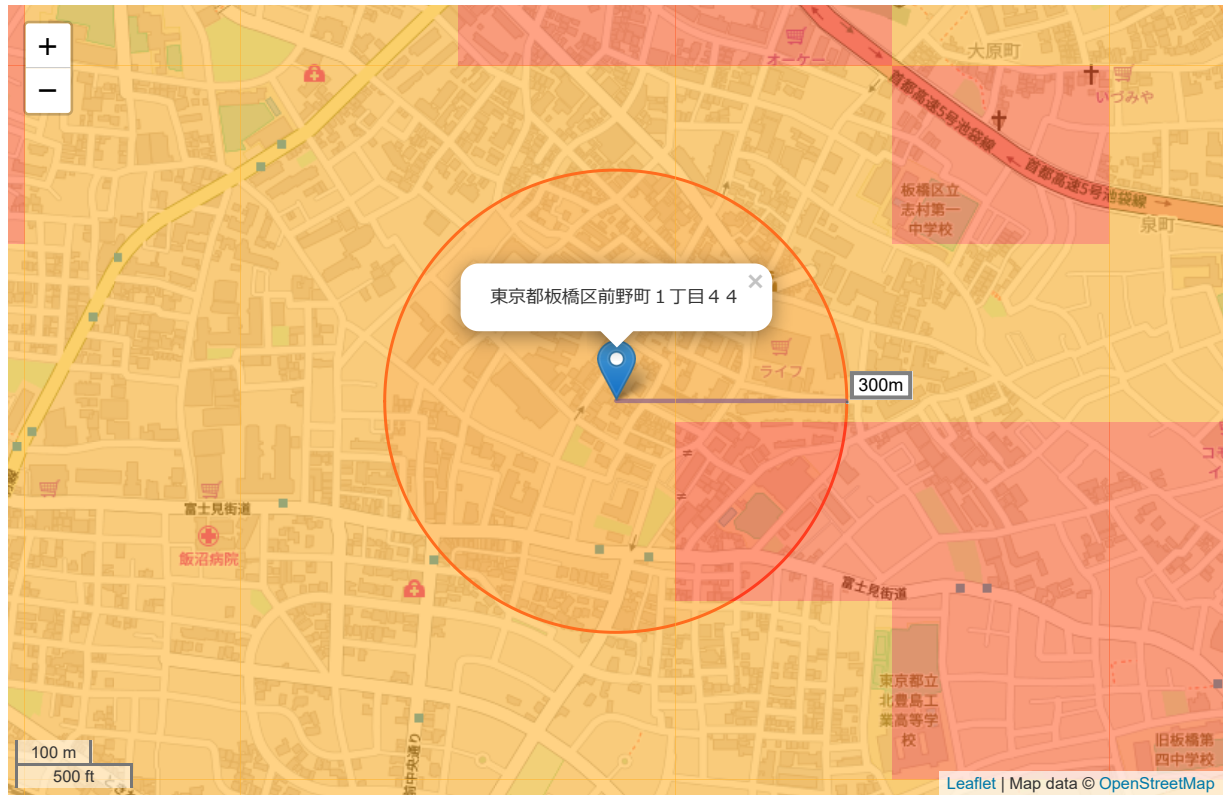 +
−
オーケー
大原町
いづみや
首都高速5号池袋線
首都高速5号池袋線
板橋区立
志村第一
中学校
泉町
東京都板橋区前野町１丁目４４
×
ライフ
300m
富士見街道
飯沼病院
富士見街道
東京都立
北豊島工
業高等学
校
旧板橋第
四中学校
前中央通り
100 m
500 ft
Leaflet | Map data © OpenStreetMap